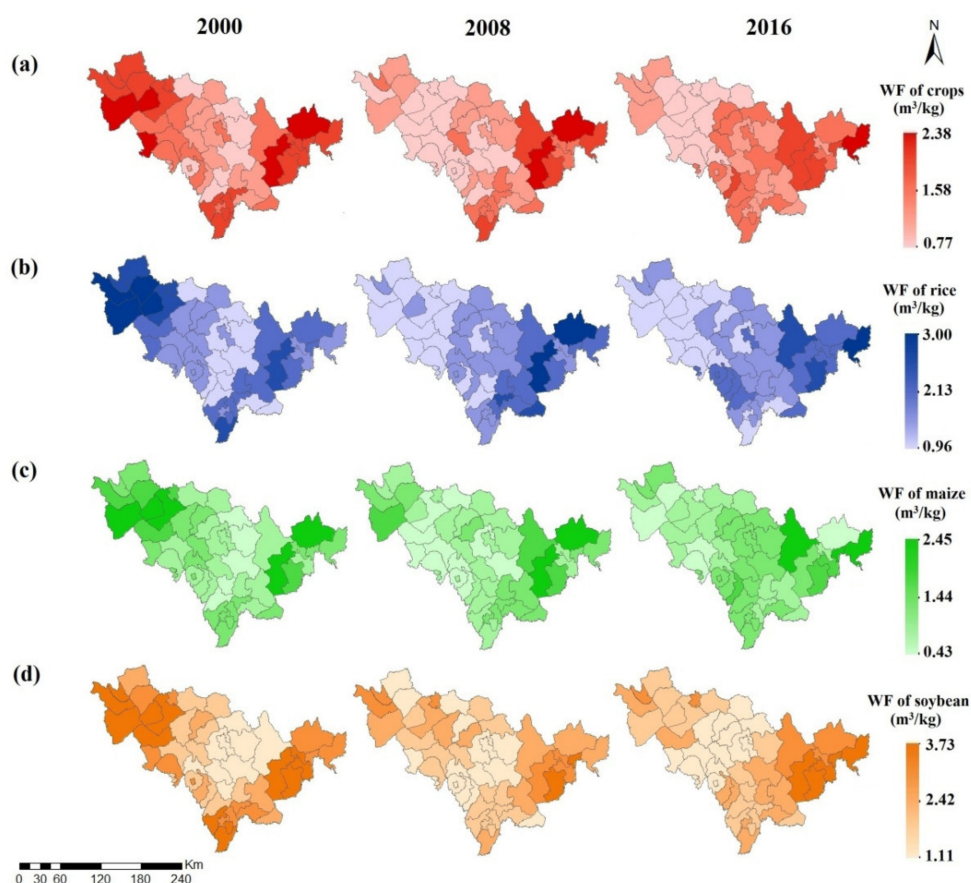 2000 2008 2016 N
(a)
WF of crops
(m³/kg)
2.38
1.58
0.77
(b)
WF of rice
(m³/kg)
3.00
2.13
0.96
(c)
WF of maize
(m³/kg)
2.45
1.44
0.43
(d)
WF of soybean
(m³/kg)
3.73
2.42
1.11
Km
0 30 60 120 180 240